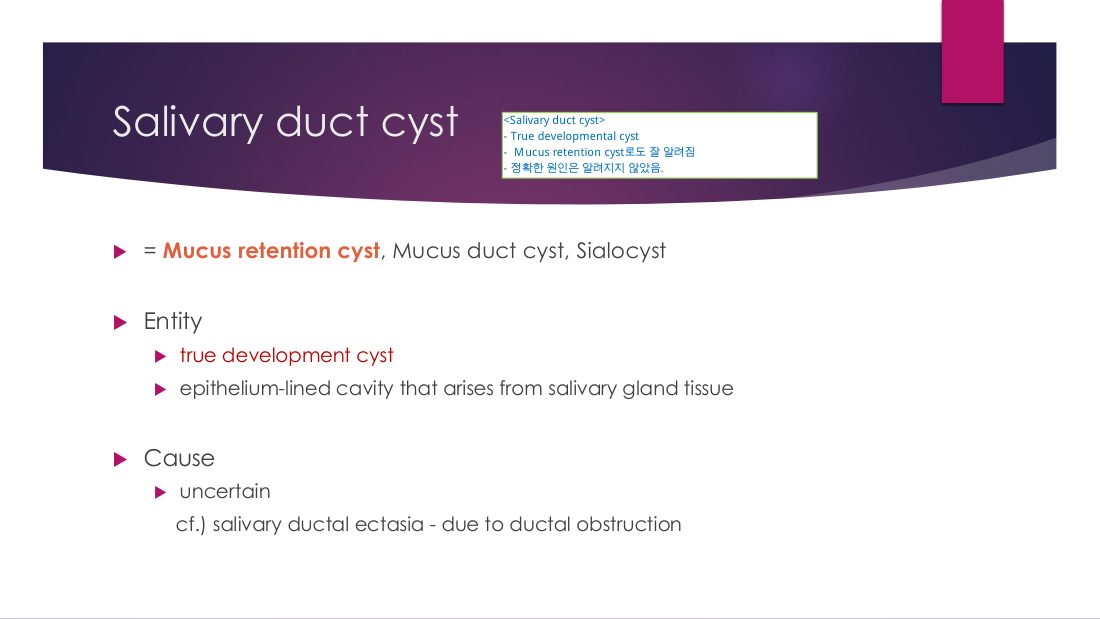 Salivary duct cyst
<Salivary duct cyst>
- True developmental cyst
- Mucus retention cyst로도 잘 알려짐
- 정확한 원인은 알려지지 않았음.
= Mucus retention cyst, Mucus duct cyst, Sialocyst
Entity
true development cyst
epithelium-lined cavity that arises from salivary gland tissue
Cause
uncertain
cf.) salivary ductal ectasia - due to ductal obstruction